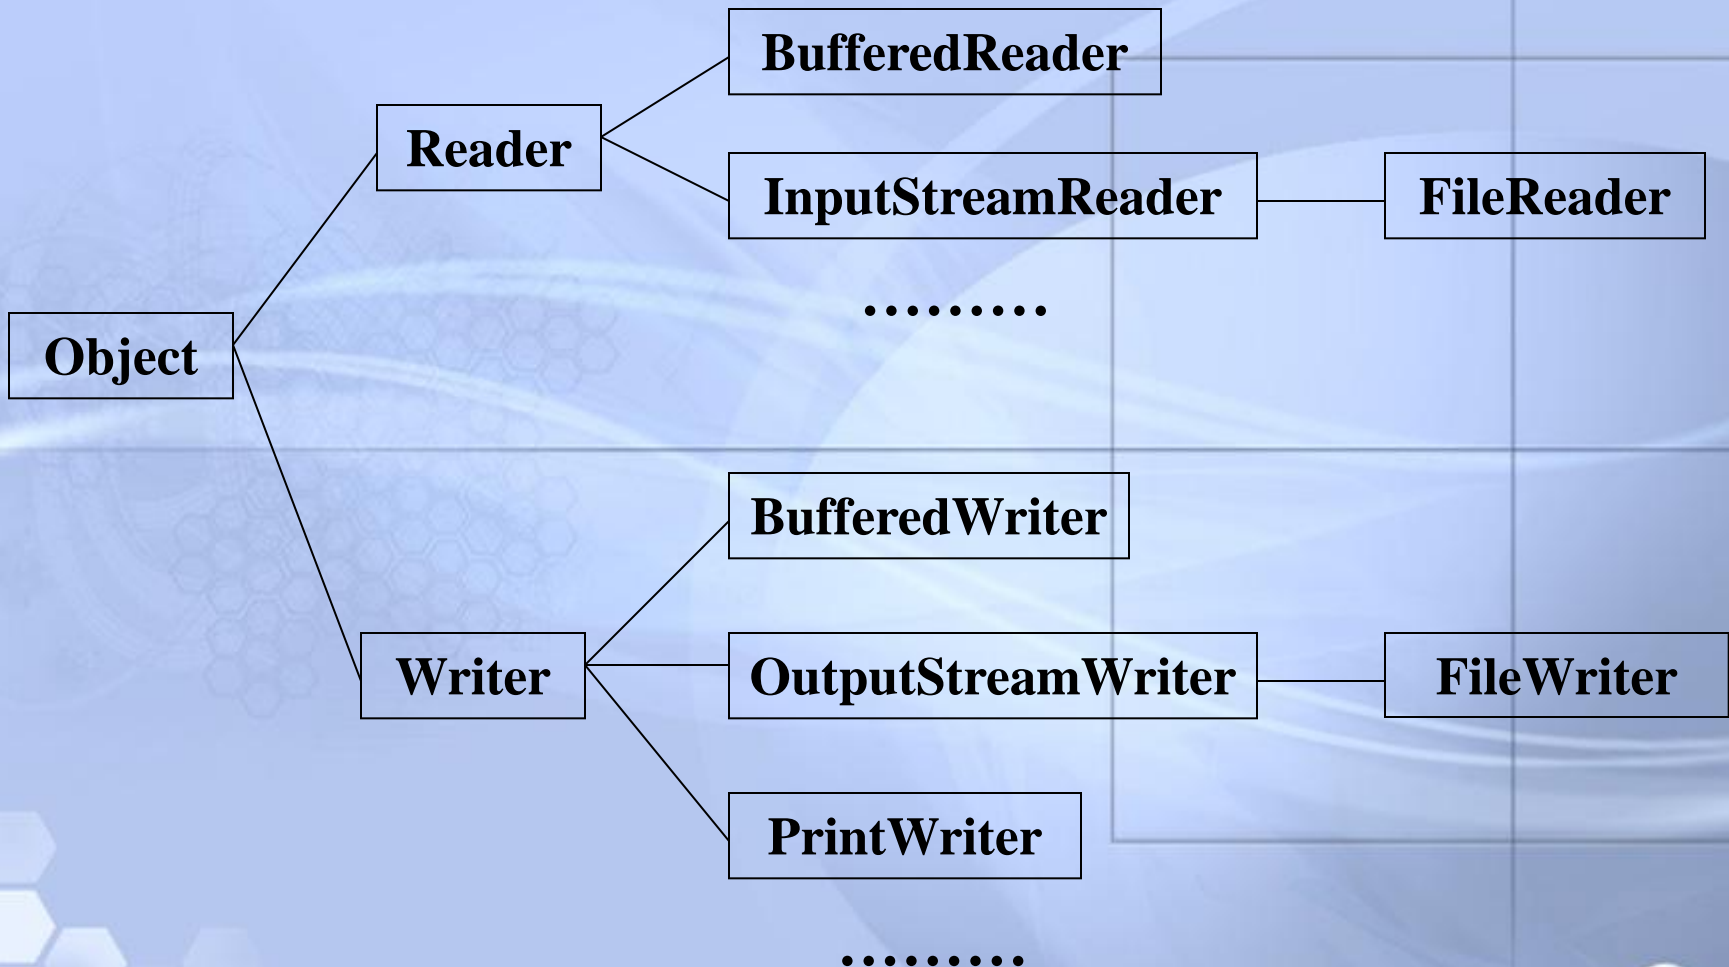 BufferedReader
Reader
InputStreamReader
FileReader
………
Object
BufferedWriter
Writer
OutputStreamWriter
FileWriter
PrintWriter
………